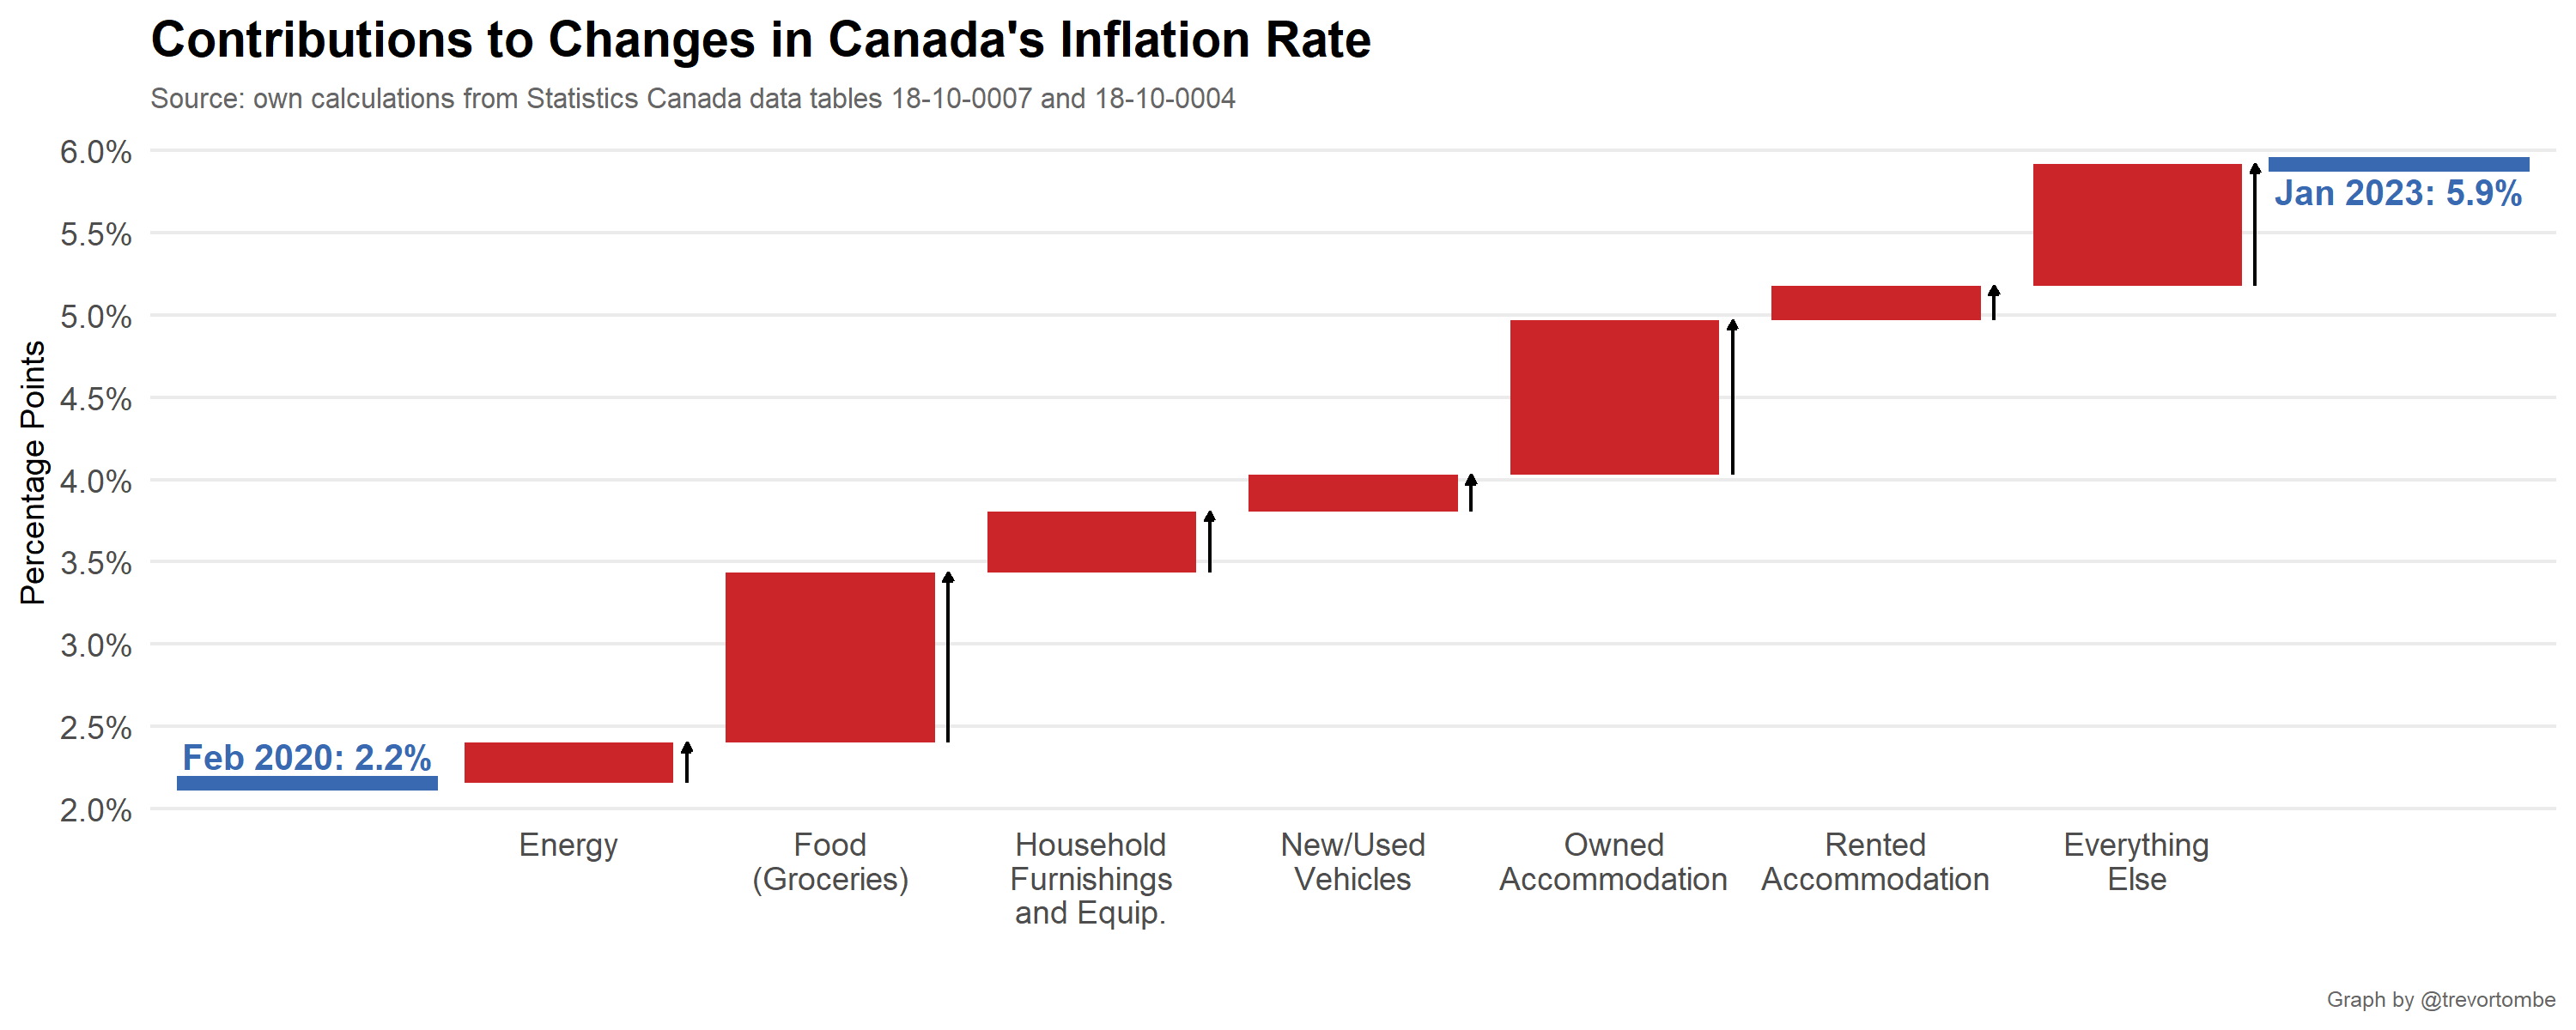 Contributions to Changes in Canada's Inflation Rate
Source: own calculations from Statistics Canada data tables 18-10-0007 and 18-10-0004
Percentage Points
6.0%
5.5%
5.0%
4.5%
4.0%
3.5%
3.0%
2.5%
2.0%
Feb 2020: 2.2%
Jan 2023: 5.9%
Energy
Food
(Groceries)
Household
Furnishings
and Equip.
New/Used
Vehicles
Owned
Accommodation
Rented
Accommodation
Everything
Else
Graph by @trevortombe